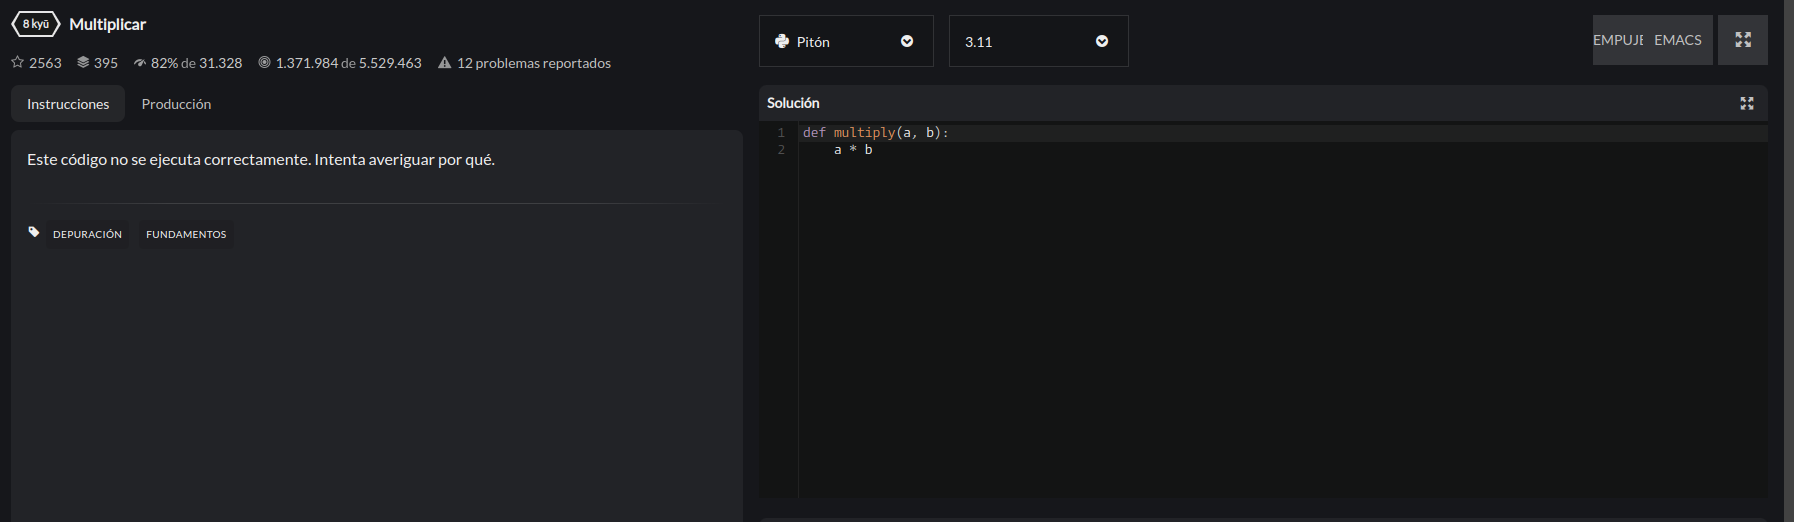 8 kyū Multiplicar
2563 395 82% de 31.328 1.371.984 de 5.529.463 12 problemas reportados
Instrucciones Producción
Este código no se ejecuta correctamente. Intenta averiguar por qué.
DEPURACIÓN FUNDAMENTOS
Pitón 3.11 EMPUJE EMACS
Solución
1 def multiply(a, b):
2 a * b